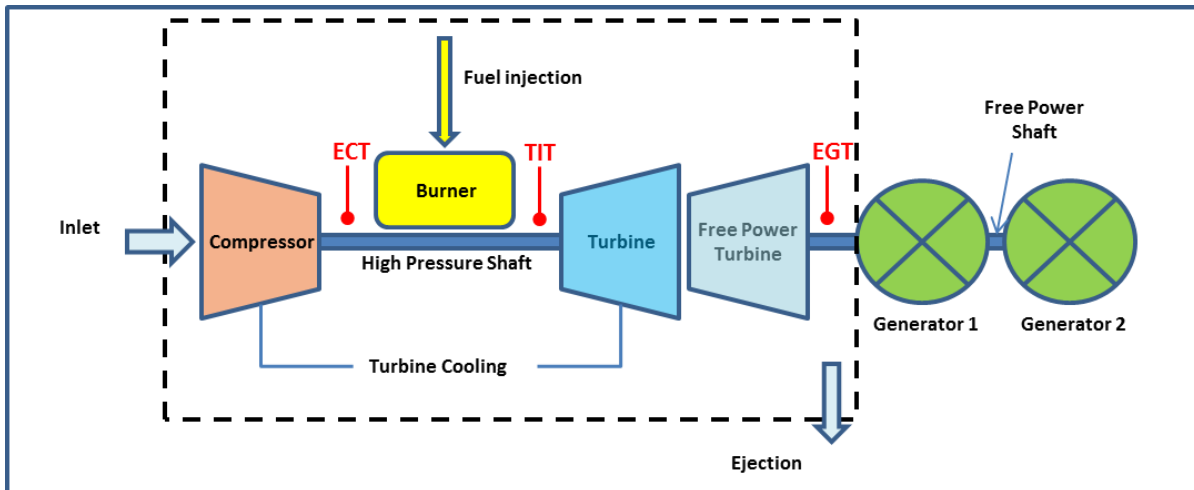 Fuel injection
Free Power
Shaft
ECT
TIT
EGT
Burner
Inlet
Compressor
Turbine
Free Power
Turbine
High Pressure Shaft
Generator 1
Generator 2
Turbine Cooling
Ejection